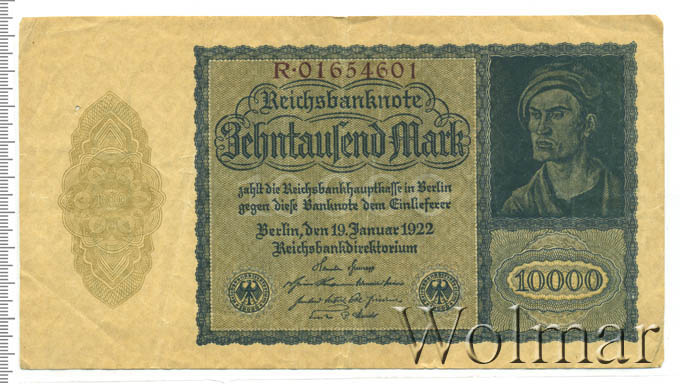 R·01654601
Reichsbanknote
Zehntausend Mark
zahlt die Reichsbankhauptkasse in Berlin
gegen diese Banknote dem Einlieferer
Berlin, den 19. Januar 1922
Reichsbankdirektorium
10000
Wolmar